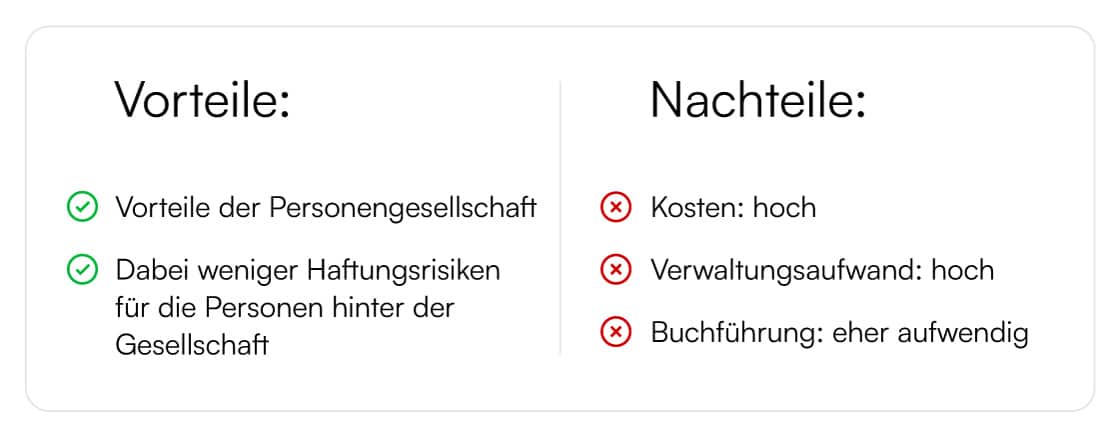 Vorteile:
Vorteile der Personengesellschaft
Dabei weniger Haftungsrisiken
für die Personen hinter der
Gesellschaft
Nachteile:
Kosten: hoch
Verwaltungsaufwand: hoch
Buchführung: eher aufwendig